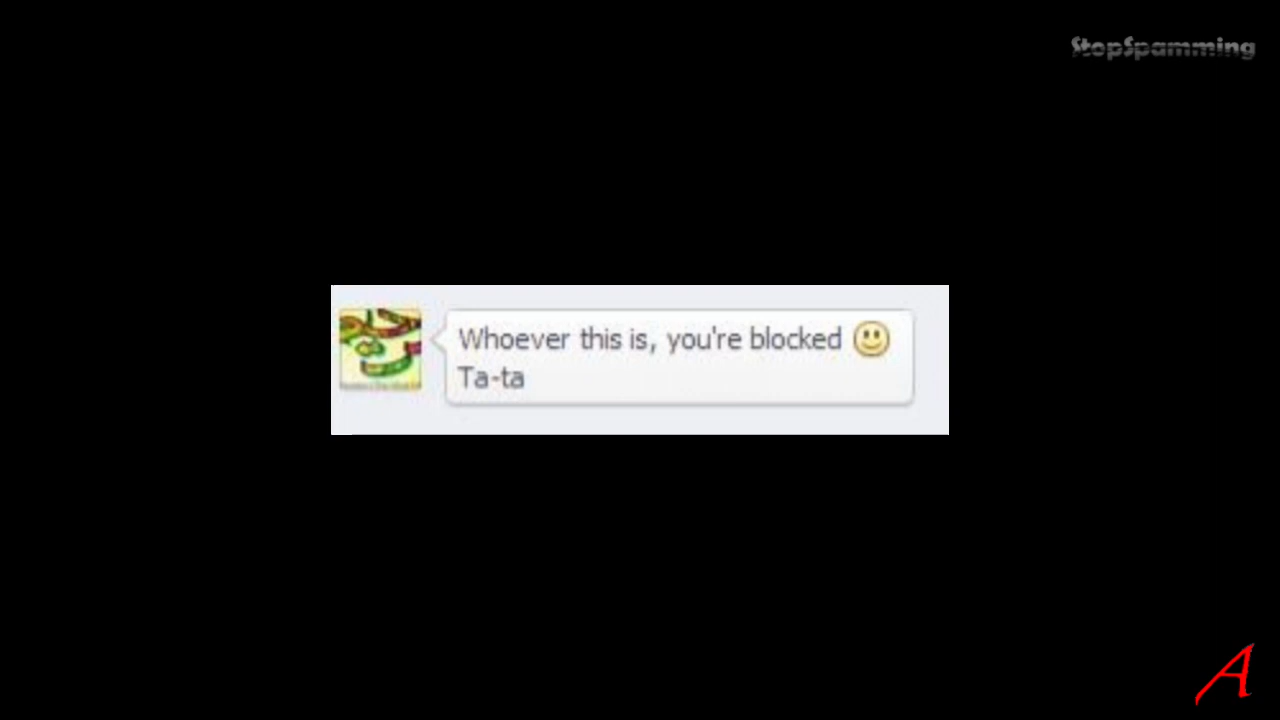 StopSpamming
Whoever this is, you're blocked 🙂
Ta-ta
A